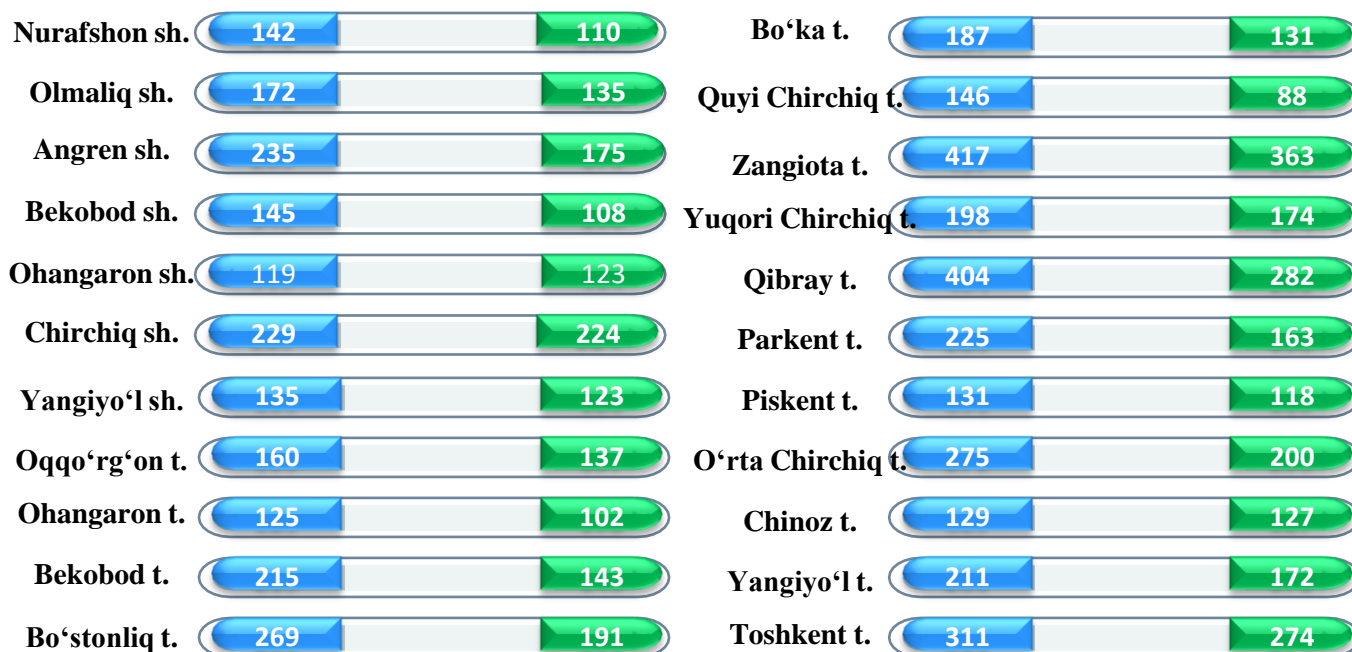 Nurafshon sh. 142 110
Olmaliq sh. 172 135
Angren sh. 235 175
Bekobod sh. 145 108
Ohangaron sh. 119 123
Chirchiq sh. 229 224
Yangiyo‘l sh. 135 123
Oqqo‘rg‘on t. 160 137
Ohangaron t. 125 102
Bekobod t. 215 143
Bo‘stonliq t. 269 191
Bo‘ka t. 187 131
Quyi Chirchiq t. 146 88
Zangiota t. 417 363
Yuqori Chirchiq t. 198 174
Qibray t. 404 282
Parkent t. 225 163
Piskent t. 131 118
O‘rta Chirchiq t. 275 200
Chinoz t. 129 127
Yangiyo‘l t. 211 172
Toshkent t. 311 274